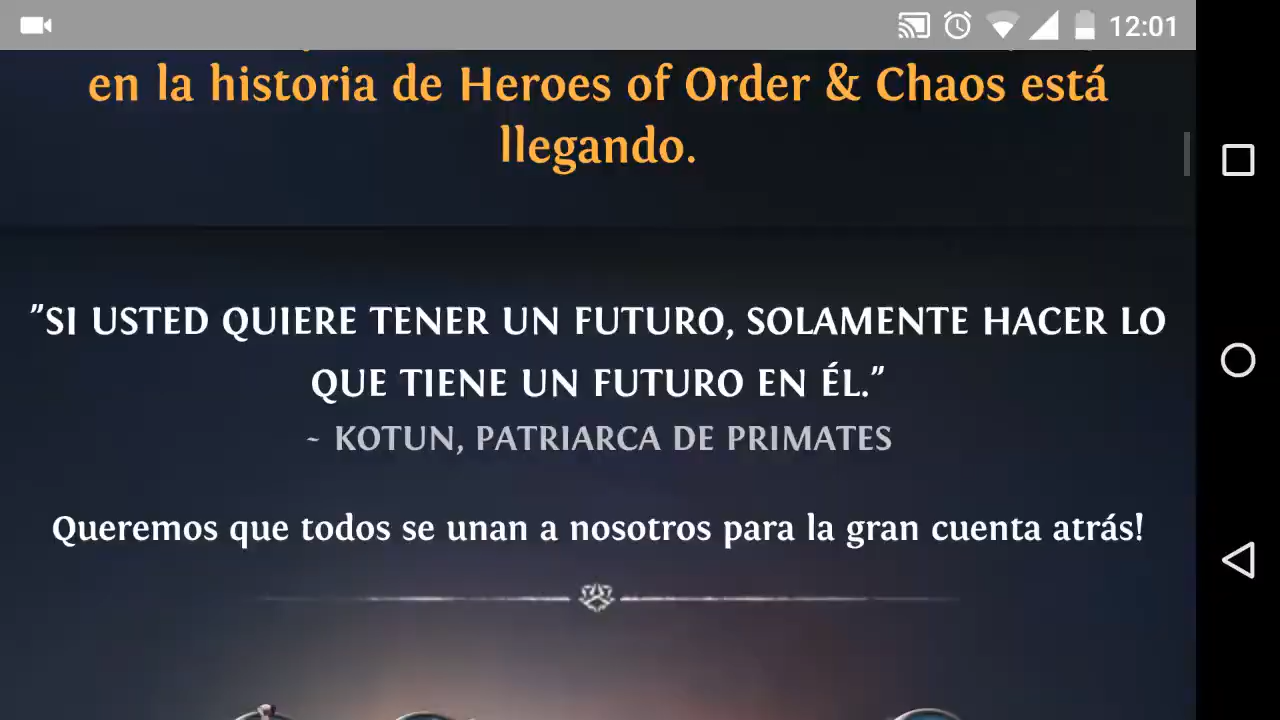 12:01
en la historia de Heroes of Order & Chaos está
llegando.
"SI USTED QUIERE TENER UN FUTURO, SOLAMENTE HACER LO
QUE TIENE UN FUTURO EN ÉL."
~ KOTUN, PATRIARCA DE PRIMATES
Queremos que todos se unan a nosotros para la gran cuenta atrás!